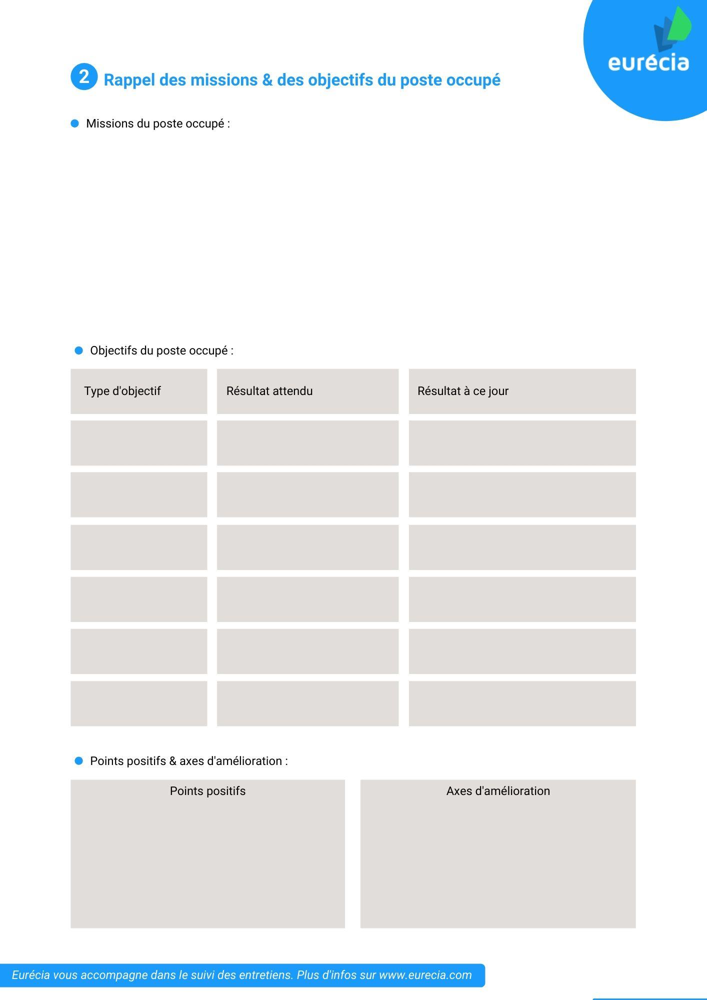 eurécia
2 Rappel des missions & des objectifs du poste occupé
Missions du poste occupé :
Objectifs du poste occupé :
Type d'objectif Résultat attendu Résultat à ce jour
Points positifs & axes d'amélioration :
Points positifs Axes d'amélioration
Eurécia vous accompagne dans le suivi des entretiens. Plus d'infos sur www.eurecia.com